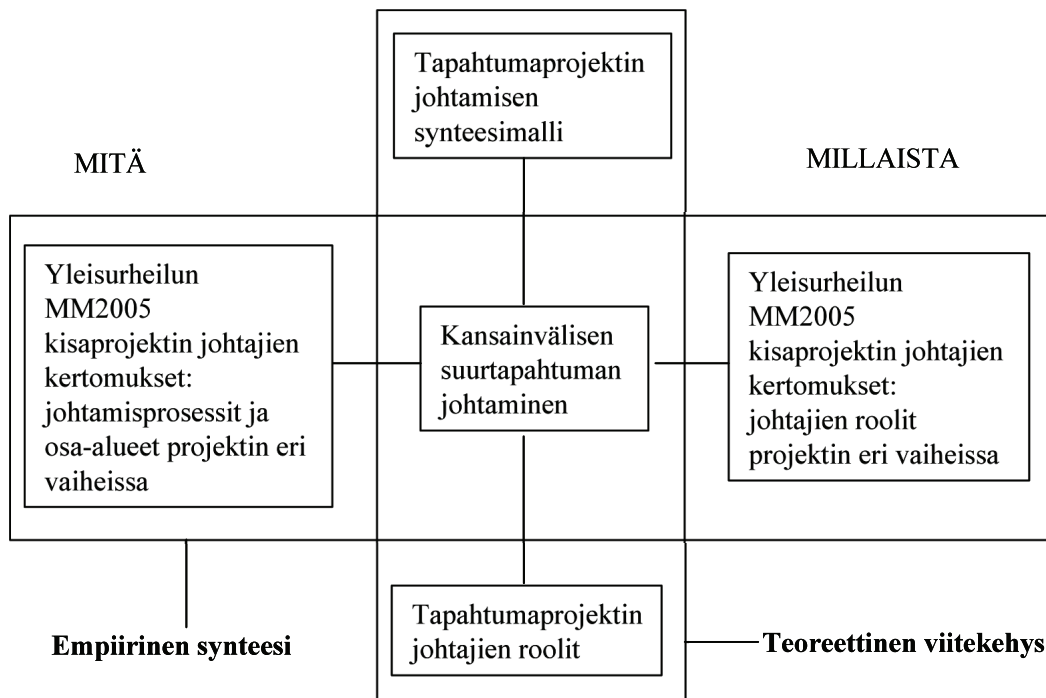 Tapahtumaprojektin
johtamisen
synteesimalli
MITÄ
MILLAISTA
Yleisurheilun
MM2005
kisaprojektin johtajien
kertomukset:
johtamisprosessit ja
osa-alueet projektin eri
vaiheissa
Kansainvälisen
suurtapahtuman
johtaminen
Yleisurheilun
MM2005
kisaprojektin johtajien
kertomukset:
johtajien roolit
projektin eri vaiheissa
Tapahtumaprojektin
johtajien roolit
Empiirinen synteesi
Teoreettinen viitekehys